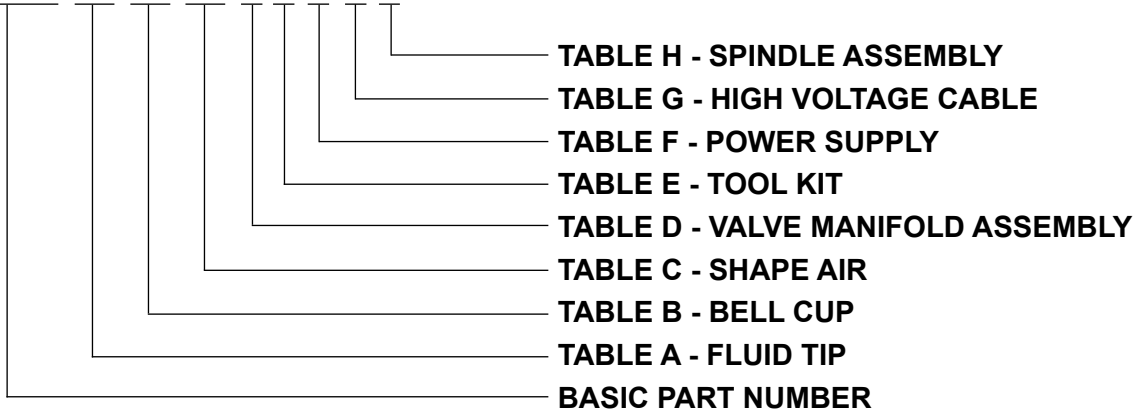 TABLE H - SPINDLE ASSEMBLY
TABLE G - HIGH VOLTAGE CABLE
TABLE F - POWER SUPPLY
TABLE E - TOOL KIT
TABLE D - VALVE MANIFOLD ASSEMBLY
TABLE C - SHAPE AIR
TABLE B - BELL CUP
TABLE A - FLUID TIP
BASIC PART NUMBER